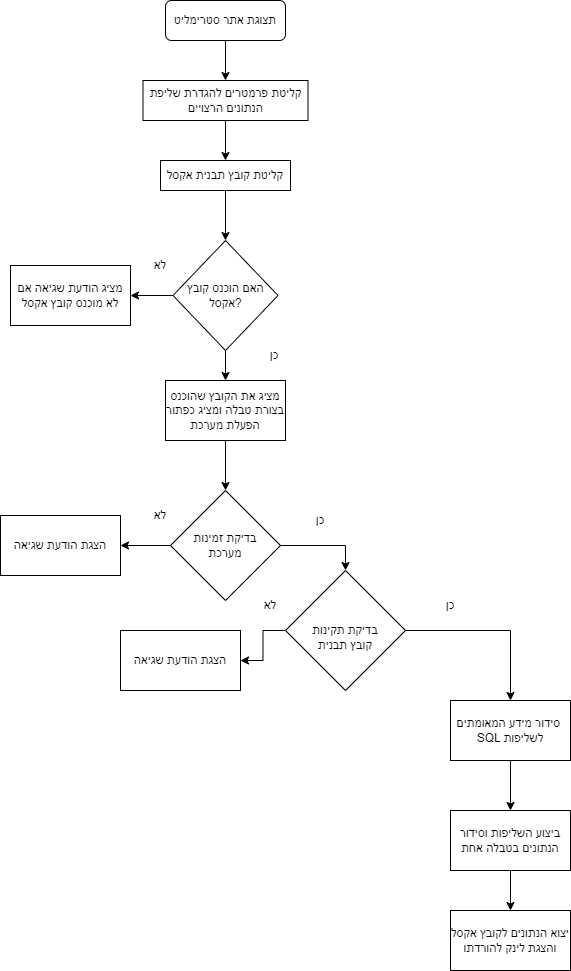 תצוגת אתר סטרימליט
קליטת פרמטרים להגדרת שליפת
הנתונים הרצויים
קליטת קובץ תבנית אקסל
לא
האם הוכנס קובץ
אקסל?
מציג הודעת שגיאה אם
לא מוכנס קובץ אקסל
כן
מציג את הקובץ שהוכנס
בצורת טבלה ומציג כפתור
הפעלת מערכת
לא
כן
בדיקת זמינות
מערכת
הצגת הודעת שגיאה
לא
כן
בדיקת תקינות
קובץ תבנית
הצגת הודעת שגיאה
סידור מידע המאומתים
לשליפות SQL
ביצוע השליפות וסידור
הנתונים בטבלה אחת
יצוא הנתונים לקובץ אקסל
והצגת לינק להורדתו